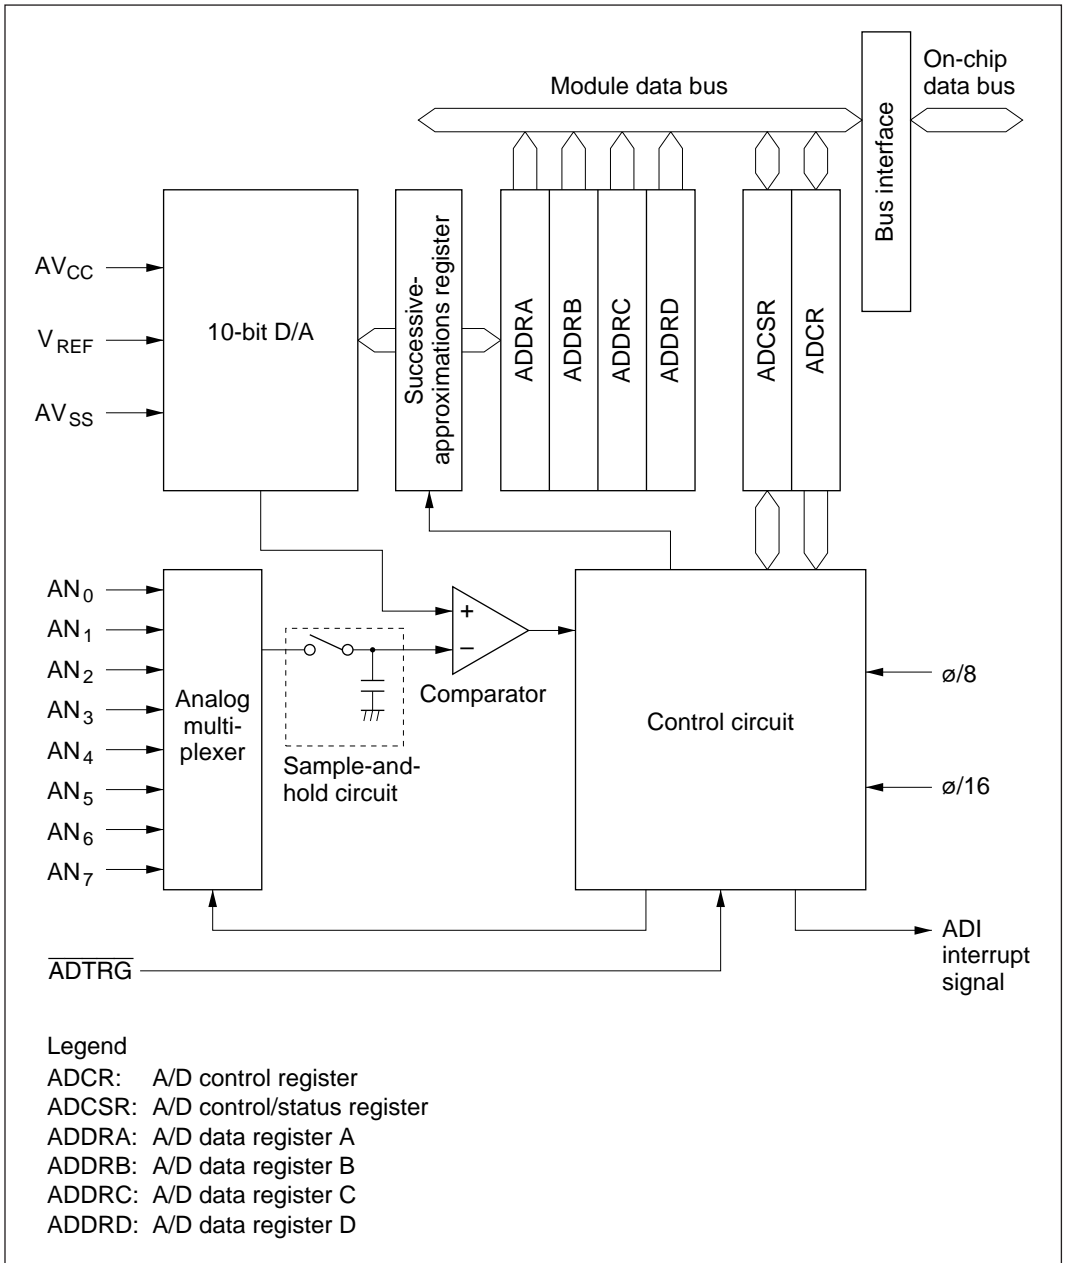 On-chip
data bus
Module data bus
Bus interface
AVCC
VREF
AVSS
10-bit D/A
Successive-
approximations register
ADDRA
ADDRB
ADDRC
ADDRD
ADCSR
ADCR
AN0
AN1
AN2
AN3
AN4
AN5
AN6
AN7
Analog
multi-
plexer
Sample-and-
hold circuit
+
−
Comparator
Control circuit
ø/8
ø/16
ADTRG
ADI
interrupt
signal
Legend
ADCR: A/D control register
ADCSR: A/D control/status register
ADDRA: A/D data register A
ADDRB: A/D data register B
ADDRC: A/D data register C
ADDRD: A/D data register D